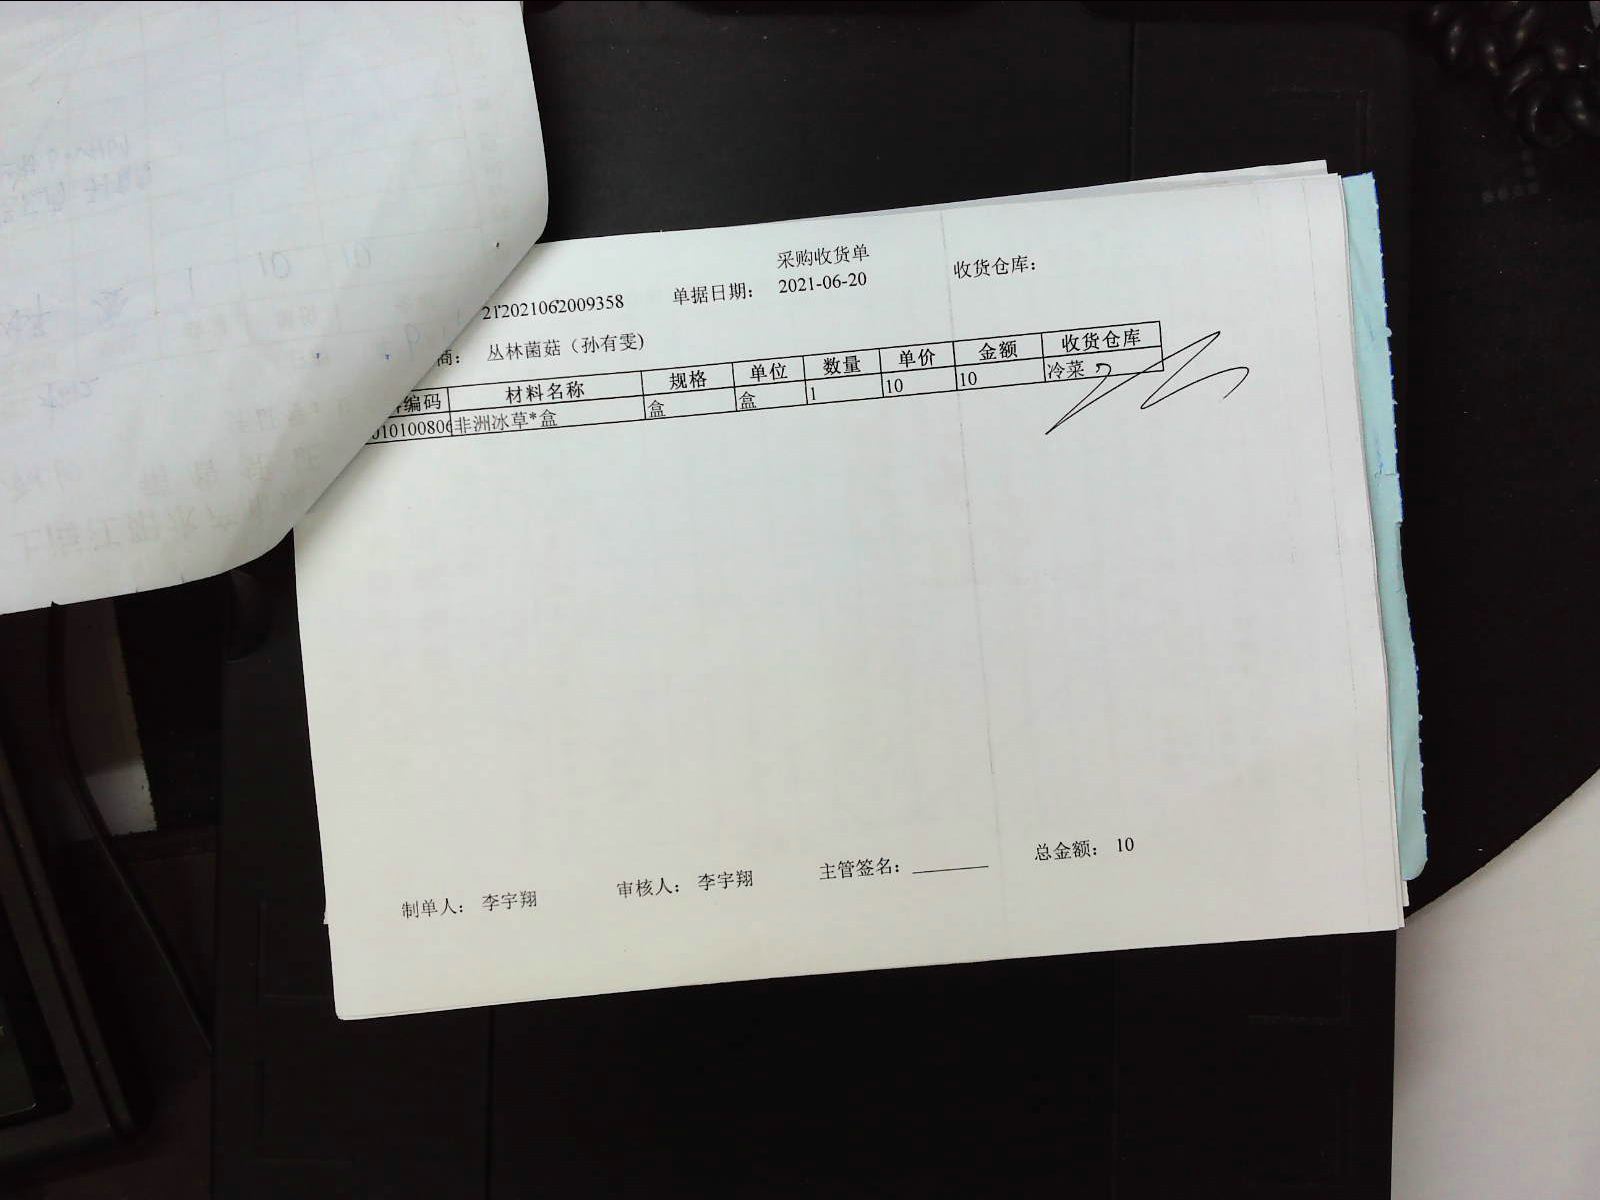 采购收货单
212021062009358 单据日期： 2021-06-20 收货仓库：
商： 丛林菌菇（孙有雯)
编码 材料名称 规格 单位 数量 单价 金额 收货仓库
010100806 非洲冰草*盒 盒 盒 1 10 10 冷菜
制单人： 李宇翔 审核人： 李宇翔 主管签名： 总金额： 10